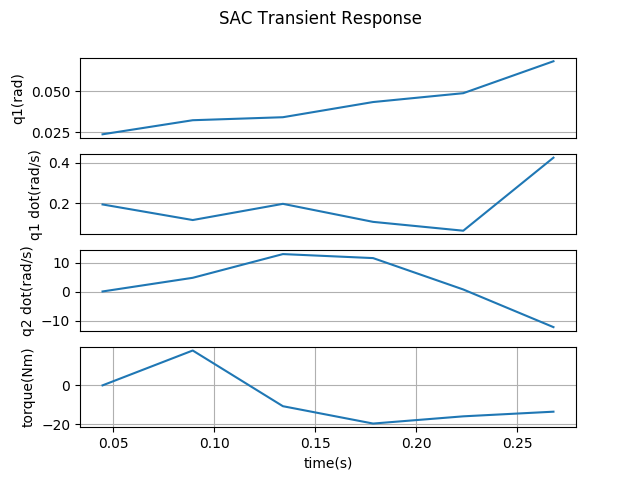 SAC Transient Response
q1(rad)
0.050
0.025
q1 dot(rad/s)
0.4
0.2
q2 dot(rad/s)
10
0
−10
torque(Nm)
0
−20
0.05 0.10 0.15 0.20 0.25
time(s)